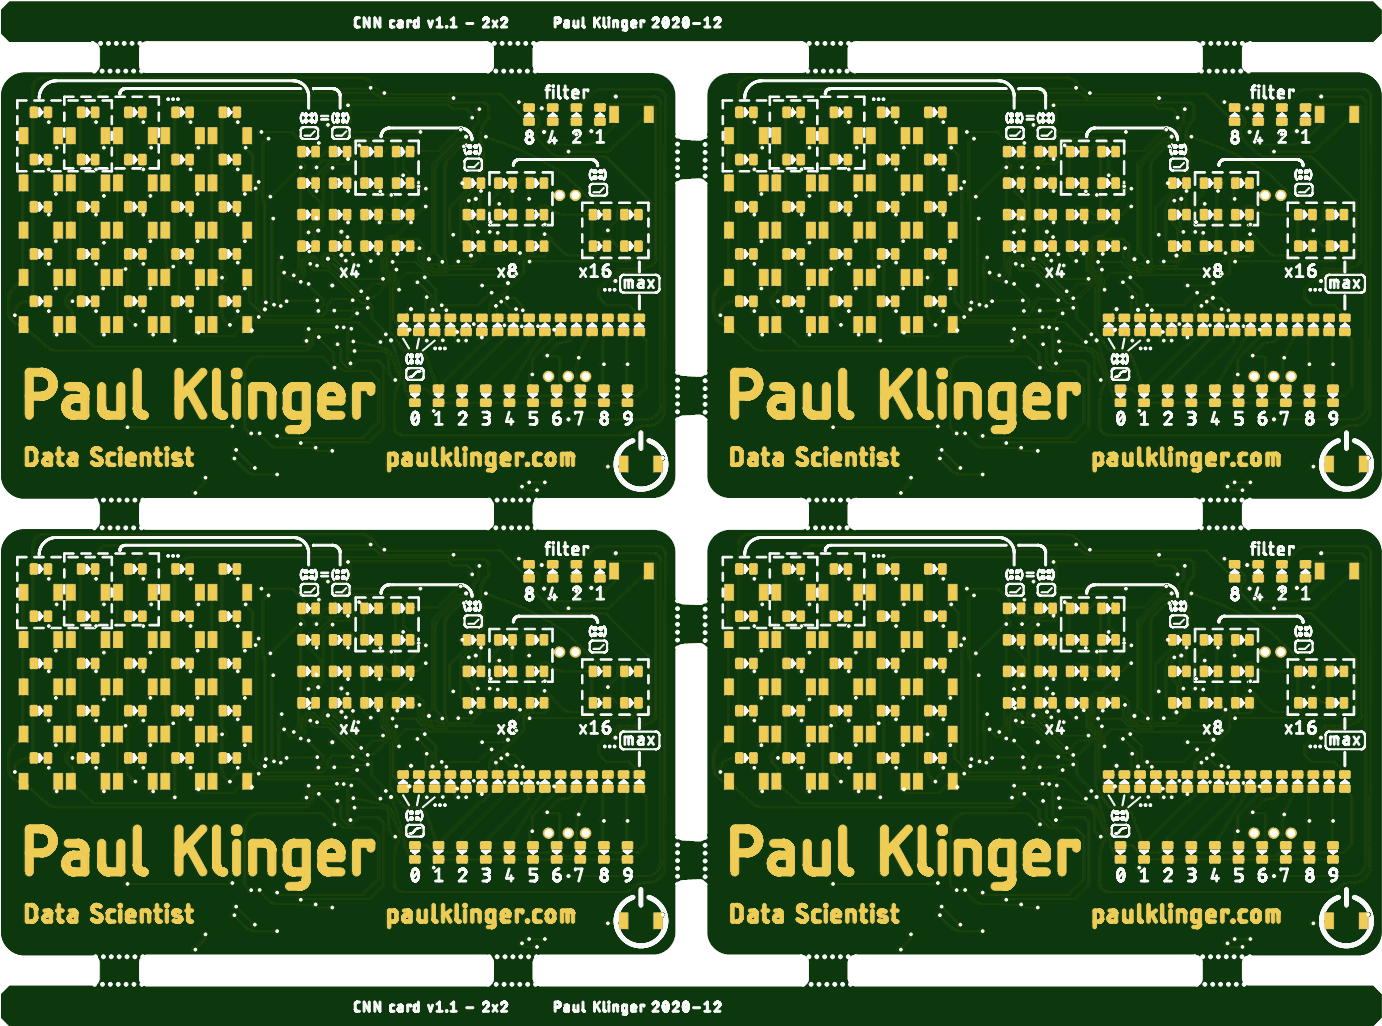 CNN card v1.1 - 2x2 Paul Klinger 2020-12
filter filter
8 4 2 1 8 4 2 1
x4 x8 x16 x4 x8 x16
max max
Paul Klinger Paul Klinger
0 1 2 3 4 5 6 7 8 9 0 1 2 3 4 5 6 7 8 9
Data Scientist paulklinger.com Data Scientist paulklinger.com
filter filter
8 4 2 1 8 4 2 1
x4 x8 x16 x4 x8 x16
max max
Paul Klinger Paul Klinger
0 1 2 3 4 5 6 7 8 9 0 1 2 3 4 5 6 7 8 9
Data Scientist paulklinger.com Data Scientist paulklinger.com
CNN card v1.1 - 2x2 Paul Klinger 2020-12